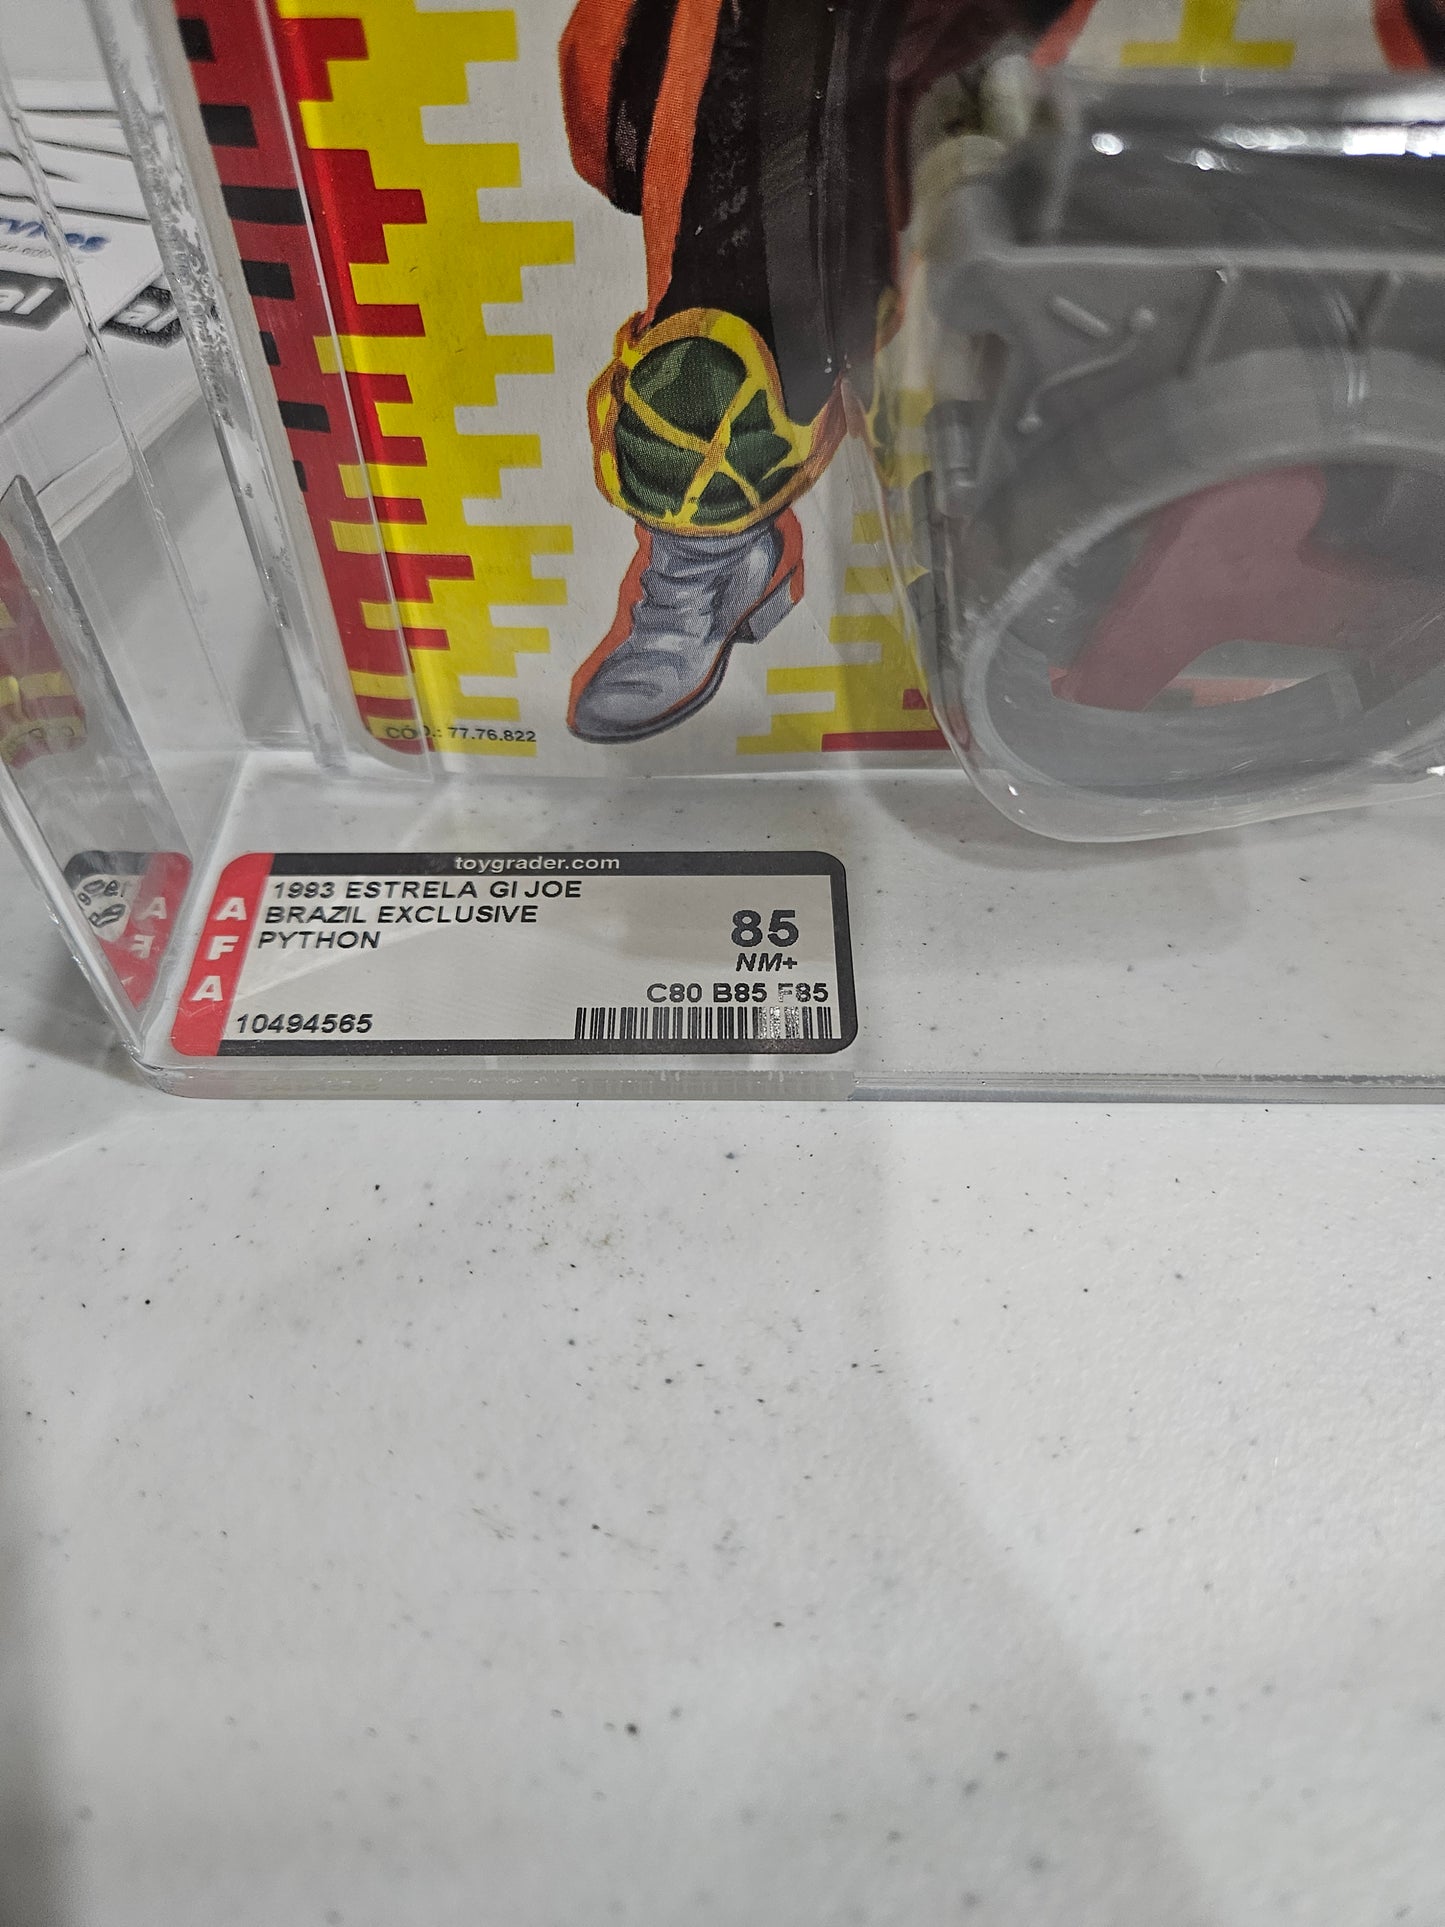 CÓD.: 77.76.822
toygrader.com
AFA
1993 ESTRELA GI JOE
BRAZIL EXCLUSIVE
PYTHON
85
NM+
C80 B85 F85
10494565